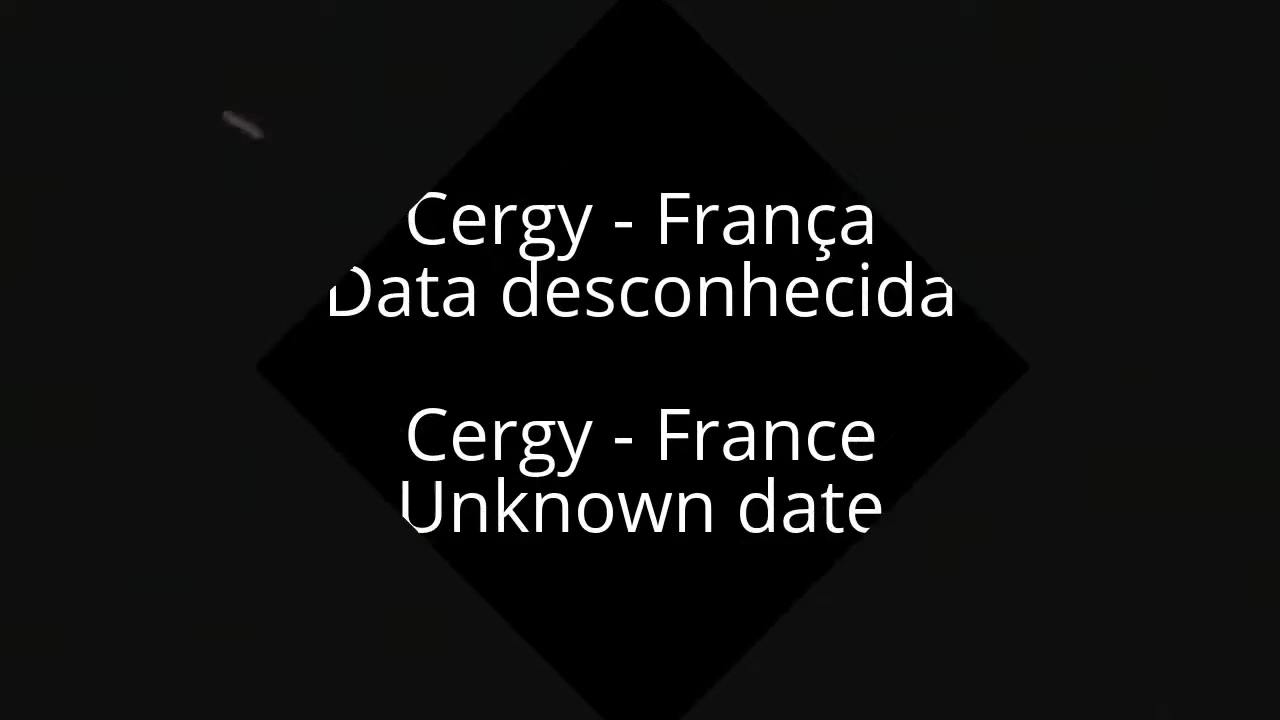 Cergy - França
Data desconhecida
Cergy - France
Unknown date